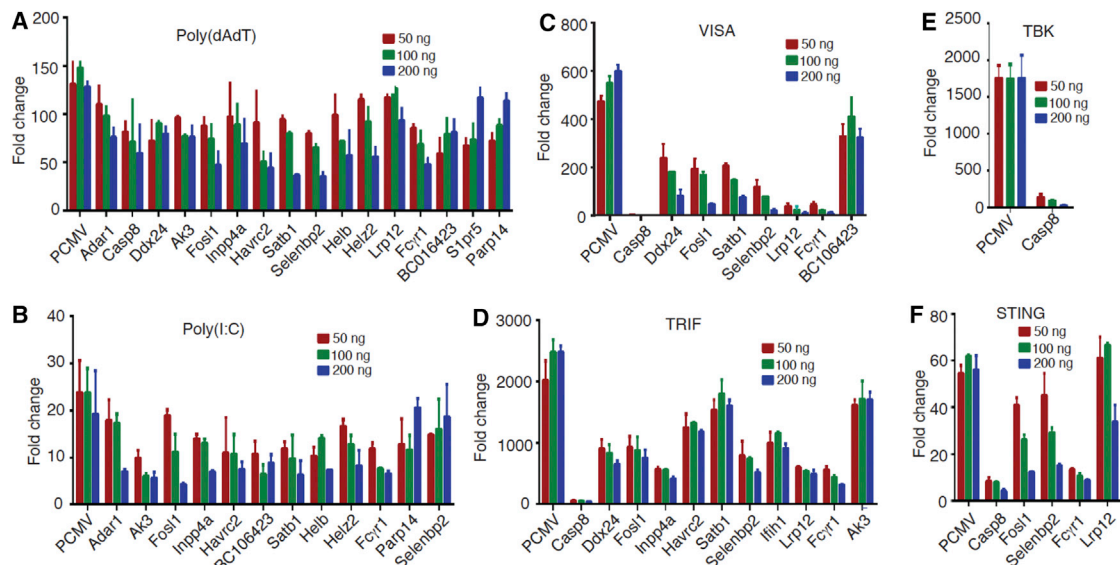 A
Poly(dAdT)
Fold change
200
150
100
50
0
50 ng
100 ng
200 ng
PCMV
Adar1
Casp8
Ddx24
Ak3
Fosl1
Inpp4a
Havrc2
Satb1
Selenbp2
Helb
Helz2
Lrp12
Fcγr1
BC016423
S1pr5
Parp14
C
VISA
Fold change
800
600
400
200
0
50 ng
100 ng
200 ng
PCMV
Casp8
Ddx24
Fosl1
Satb1
Selenbp2
Lrp12
Fcγr1
BC106423
E
TBK
Fold change
2500
2000
1500
1000
500
0
50 ng
100 ng
200 ng
PCMV
Casp8
B
Poly(I:C)
Fold change
40
30
20
10
0
50 ng
100 ng
200 ng
PCMV
Adar1
Ak3
Fosl1
Inpp4a
Havrc2
BC106423
Satb1
Helb
Helz2
Fcγr1
Parp14
Selenbp2
D
TRIF
Fold change
3000
2000
1000
0
50 ng
100 ng
200 ng
PCMV
Casp8
Ddx24
Fosl1
Inpp4a
Havrc2
Satb1
Selenbp2
Ifih1
Lrp12
Fcγr1
Ak3
F
STING
Fold change
80
60
40
20
0
50 ng
100 ng
200 ng
PCMV
Casp8
Fosl1
Selenbp2
Fcγr1
Lrp12